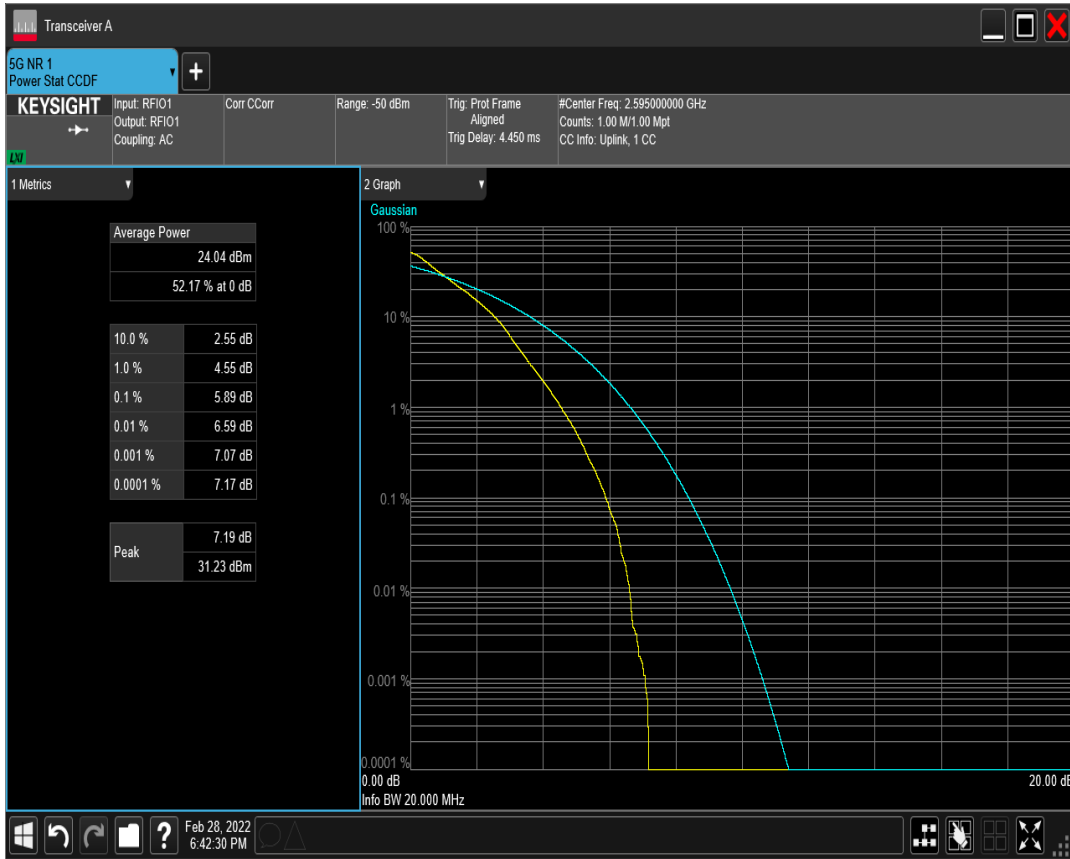 Transceiver A
5G NR 1
Power Stat CCDF
+
KEYSIGHT
LXI
Input: RFIO1
Output: RFIO1
Coupling: AC
Corr CCorr
Range: -50 dBm
Trig: Prot Frame
Aligned
Trig Delay: 4.450 ms
#Center Freq: 2.595000000 GHz
Counts: 1.00 M/1.00 Mpt
CC Info: Uplink, 1 CC
1 Metrics
Average Power
24.04 dBm
52.17 % at 0 dB
10.0 % 2.55 dB
1.0 % 4.55 dB
0.1 % 5.89 dB
0.01 % 6.59 dB
0.001 % 7.07 dB
0.0001 % 7.17 dB
Peak
7.19 dB
31.23 dBm
2 Graph
Gaussian
100 %
10 %
1 %
0.1 %
0.01 %
0.001 %
0.0001 %
0.00 dB
20.00 dB
Info BW 20.000 MHz
?
Feb 28, 2022
6:42:30 PM